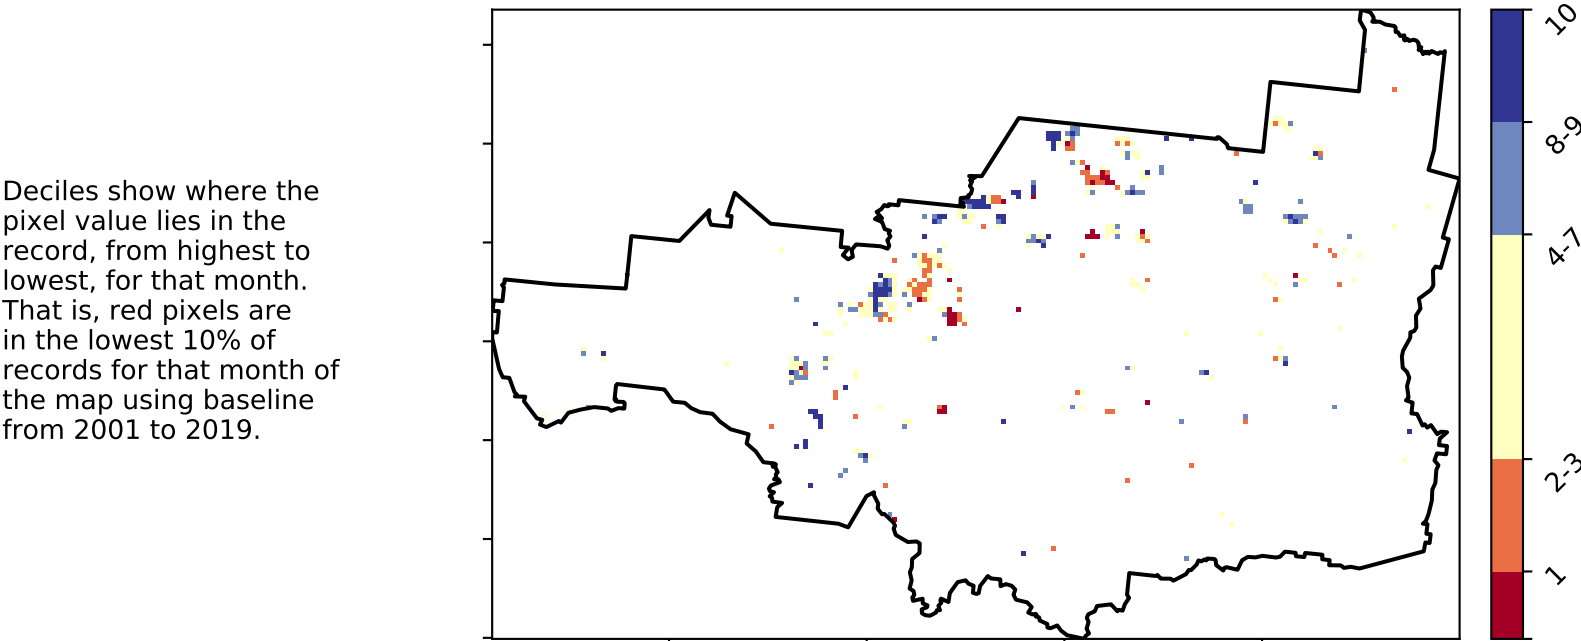 Deciles show where the
pixel value lies in the
record, from highest to
lowest, for that month.
That is, red pixels are
in the lowest 10% of
records for that month of
the map using baseline
from 2001 to 2019.
10
8-9
4-7
2-3
1